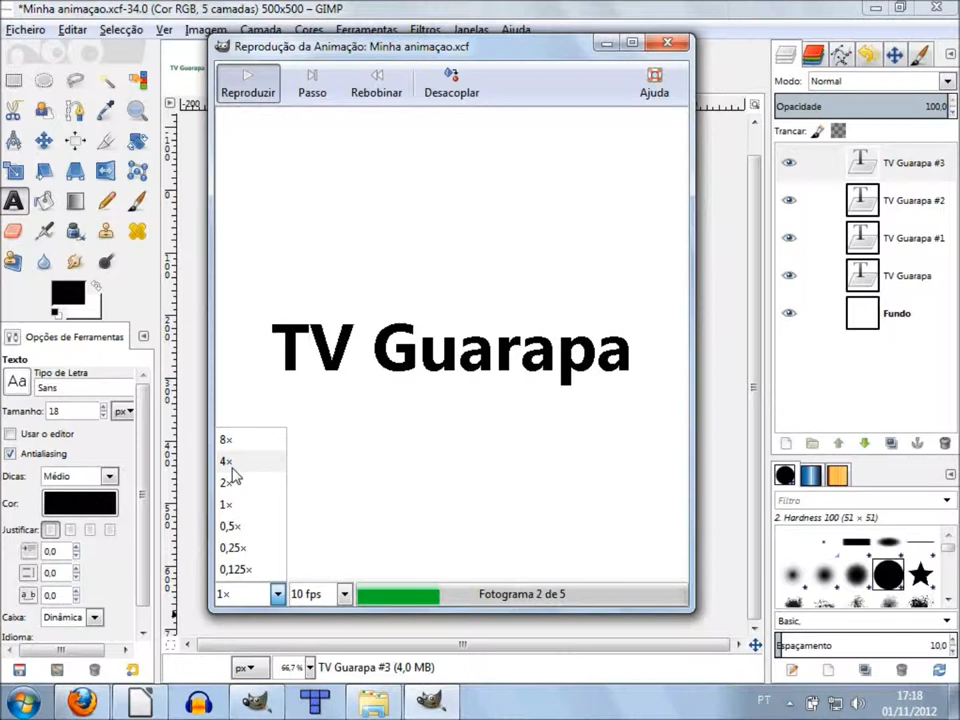 *Minha animaçao.xcf-34.0 (Cor RGB, 5 camadas) 500x500 – GIMP
Ficheiro Editar Selecção Ver Imagem Camada Cores Ferramentas Filtros Janelas Ajuda
Reprodução da Animação: Minha animaçao.xcf
Reproduzir Passo Rebobinar Desacoplar Ajuda
TV Guarapa
-200
Modo: Normal
Opacidade 100,0
Trancar:
TV Guarapa #3
TV Guarapa #2
TV Guarapa #1
TV Guarapa
Fundo
TV Guarapa
Opções de Ferramentas
Texto
Tipo de Letra
Aa Sans
Tamanho: 18 px
Usar o editor
Antialiasing
Dicas: Médio
Cor:
Justificar:
0,0
0,0
a_b 0,0
Caixa: Dinâmica
Idioma:
8×
4×
2×
1×
0,5×
0,25×
0,125×
1× 10 fps Fotograma 2 de 5
Filtro
2. Hardness 100 (51 × 51)
Basic,
Espaçamento 10,0
px 66,7% TV Guarapa #3 (4,0 MB)
PT
17:18
01/11/2012